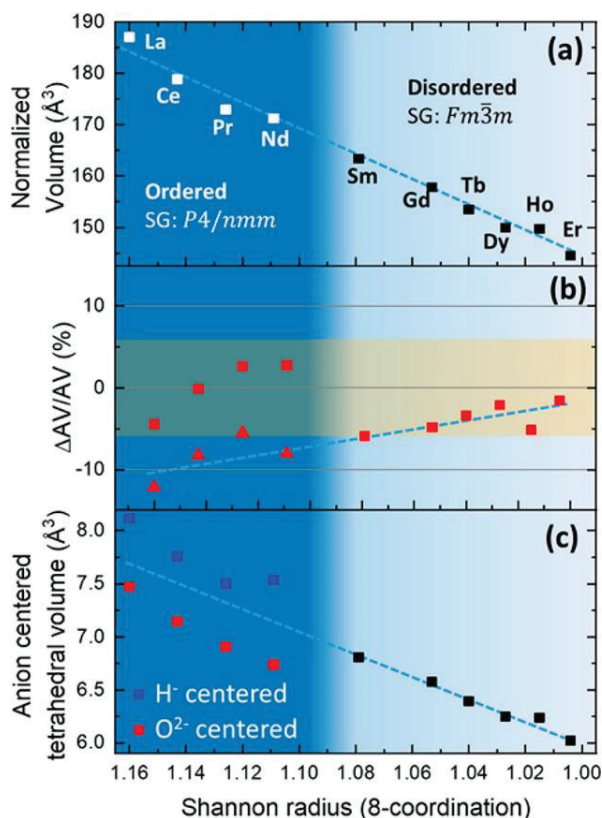 190
180
170
160
150
Normalized
Volume (Å³)
(a)
La
Ce
Pr
Nd
Sm
Gd
Tb
Dy
Ho
Er
Disordered
SG: Fm3̄m
Ordered
SG: P4/nmm
(b)
10
0
-10
ΔAV/AV (%)
(c)
8.0
7.5
7.0
6.5
6.0
Anion centered
tetrahedral volume (Å³)
H⁻ centered
O²⁻ centered
1.16 1.14 1.12 1.10 1.08 1.06 1.04 1.02 1.00
Shannon radius (8-coordination)